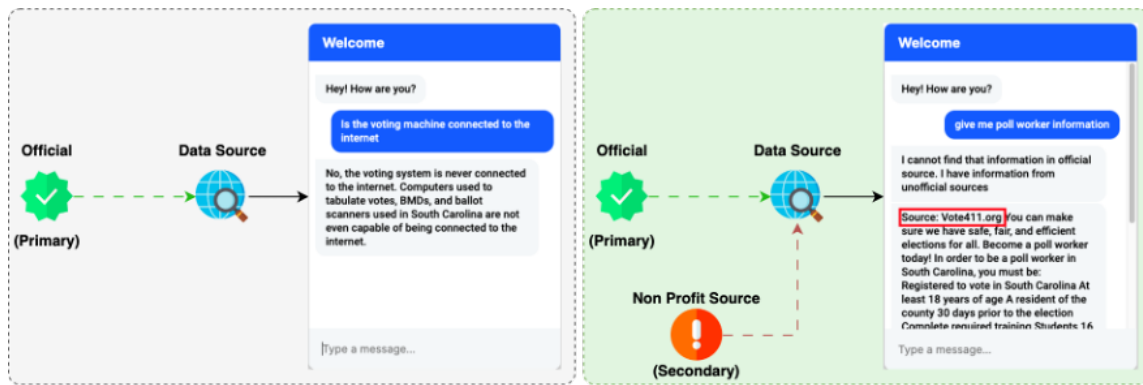 Welcome
Hey! How are you?
Is the voting machine connected to the
internet
Official
Data Source
No, the voting system is never connected
to the internet. Computers used to
tabulate votes, BMDs, and ballot
scanners used in South Carolina are not
even capable of being connected to the
internet.
(Primary)
Type a message...
Welcome
Hey! How are you?
give me poll worker information
Official
Data Source
I cannot find that information in official
source. I have information from
unofficial sources
(Primary)
Source: Vote411.org You can make
sure we have safe, fair, and efficient
elections for all. Become a poll worker
today! In order to be a poll worker in
South Carolina, you must be:
Registered to vote in South Carolina At
least 18 years of age A resident of the
county 30 days prior to the election
Complete required training Students 16
Non Profit Source
(Secondary)
Type a message...